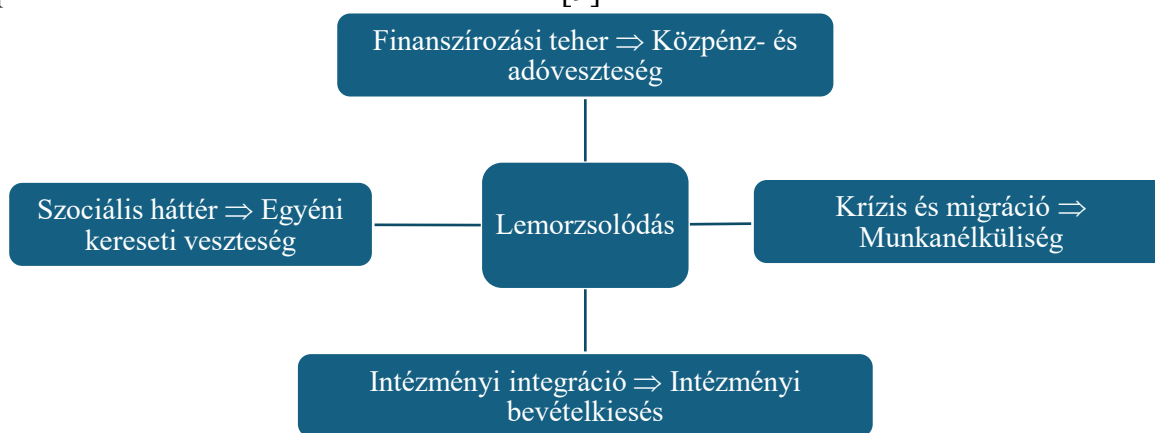 Finanszírozási teher ⇒ Közpénz- és
adóveszteség
Szociális háttér ⇒ Egyéni
kereseti veszteség
Lemorzsolódás
Krízis és migráció ⇒
Munkanélküliség
Intézményi integráció ⇒ Intézményi
bevételkiesés